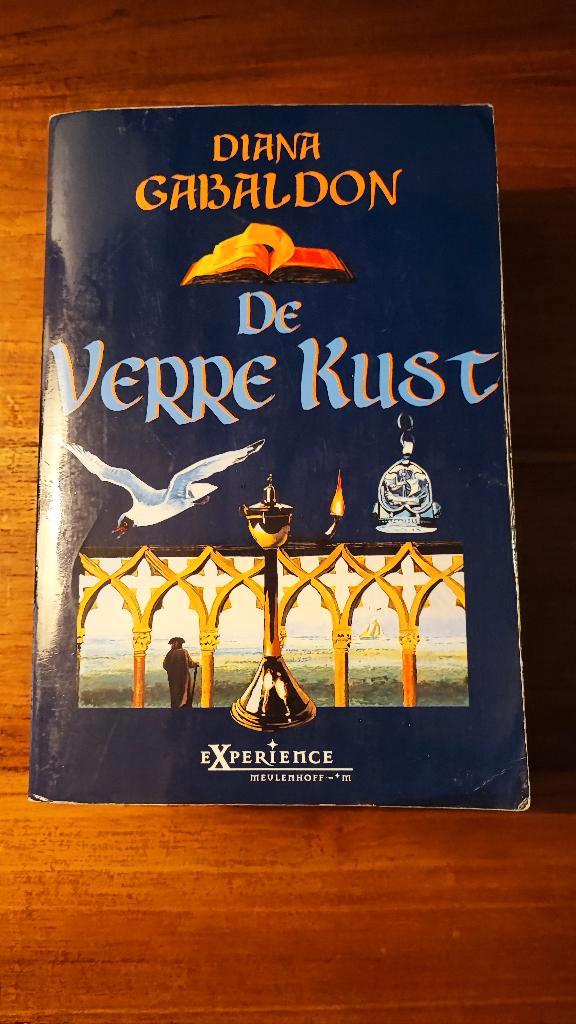 DIANA
GABALDON
DE
VERRE KUST
EXPERIENCE
MEULENHOFF-*M